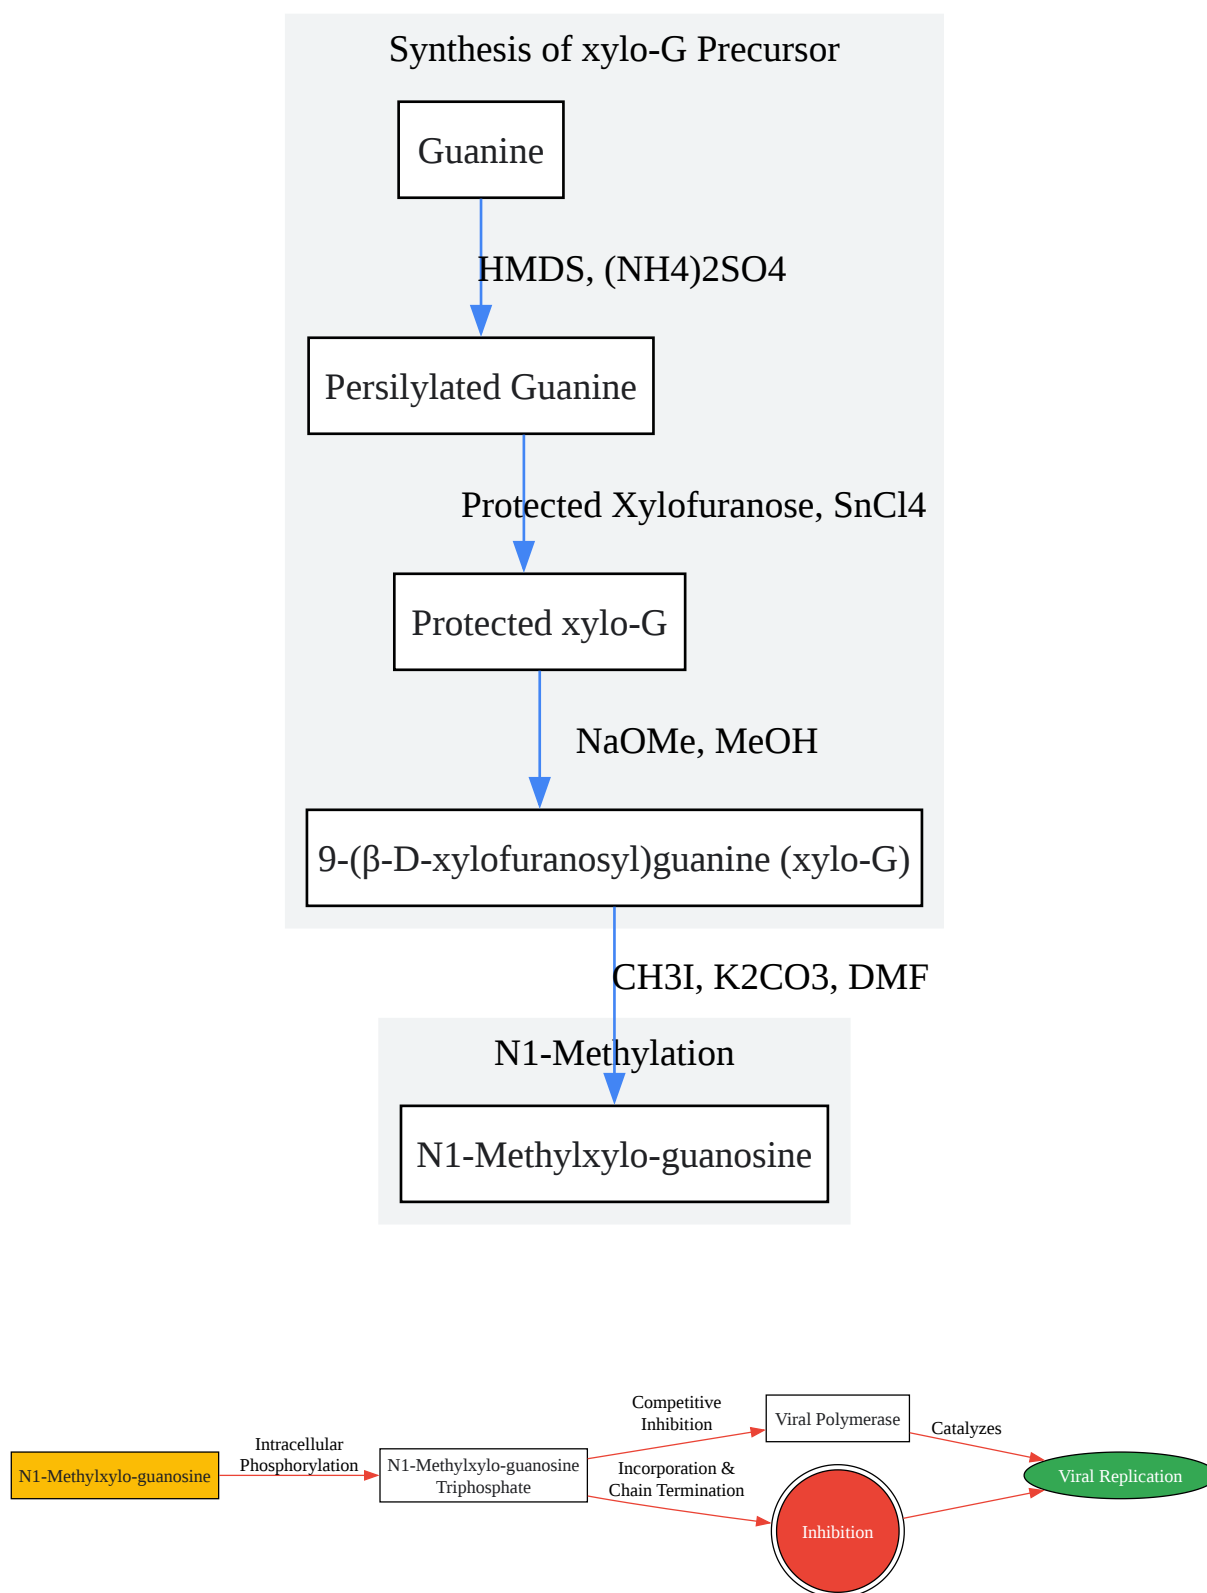 Synthesis of xylo-G Precursor
Guanine
HMDS, (NH4)2SO4
Persilylated Guanine
Protected Xylofuranose, SnCl4
Protected xylo-G
NaOMe, MeOH
9-(β-D-xylofuranosyl)guanine (xylo-G)
CH3I, K2CO3, DMF
N1-Methylation
N1-Methylxylo-guanosine
N1-Methylxylo-guanosine
Intracellular
Phosphorylation
N1-Methylxylo-guanosine
Triphosphate
Competitive
Inhibition
Incorporation &
Chain Termination
Viral Polymerase
Inhibition
Catalyzes
Viral Replication